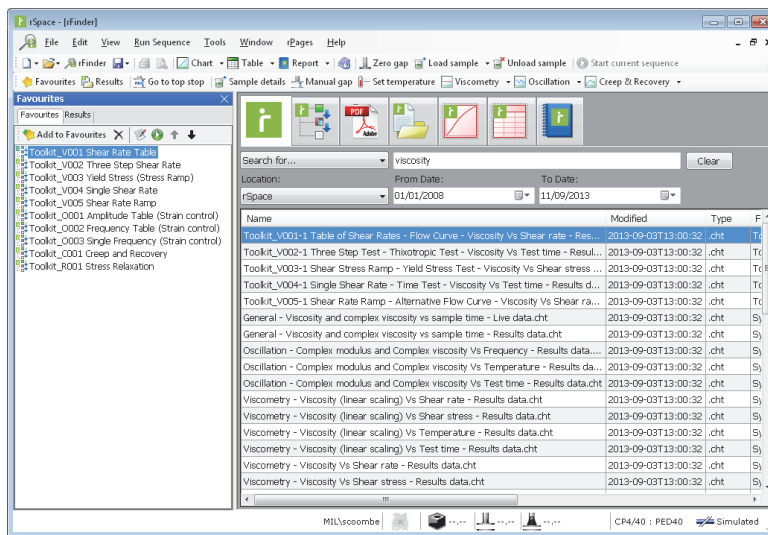 rSpace - [rFinder]
File Edit View Run Sequence Tools Window rPages Help
rFinder Chart Table Report Zero gap Load sample Unload sample Start current sequence
Favourites Results Go to top stop Sample details Manual gap Set temperature Viscometry Oscillation Creep & Recovery
Favourites
Favourites Results
Add to Favourites
Toolkit_V001 Shear Rate Table
Toolkit_V002 Three Step Shear Rate
Toolkit_V003 Yield Stress (Stress Ramp)
Toolkit_V004 Single Shear Rate
Toolkit_V005 Shear Rate Ramp
Toolkit_O001 Amplitude Table (Strain control)
Toolkit_O002 Frequency Table (Strain control)
Toolkit_O003 Single Frequency (Strain control)
Toolkit_C001 Creep and Recovery
Toolkit_R001 Stress Relaxation
r PDF Adobe
Search for... viscosity Clear
Location: From Date: To Date:
rSpace 01/01/2008 11/09/2013
Name Modified Type F
Toolkit_V001-1 Table of Shear Rates - Flow Curve - Viscosity Vs Shear rate - Res... 2013-09-03T13:00:32 .cht To
Toolkit_V002-1 Three Step Test - Thixotropic Test - Viscosity Vs Test time - Resul... 2013-09-03T13:00:32 .cht To
Toolkit_V003-1 Shear Stress Ramp - Yield Stress Test - Viscosity Vs Shear stress ... 2013-09-03T13:00:32 .cht To
Toolkit_V004-1 Single Shear Rate - Time Test - Viscosity Vs Test time - Results d... 2013-09-03T13:00:32 .cht To
Toolkit_V005-1 Shear Rate Ramp - Alternative Flow Curve - Viscosity Vs Shear ra... 2013-09-03T13:00:32 .cht To
General - Viscosity and complex viscosity vs sample time - Live data.cht 2013-09-03T13:00:32 .cht Sy
General - Viscosity and complex viscosity vs sample time - Results data.cht 2013-09-03T13:00:32 .cht Sy
Oscillation - Complex modulus and Complex viscosity Vs Frequency - Results data.... 2013-09-03T13:00:32 .cht Sy
Oscillation - Complex modulus and Complex viscosity Vs Temperature - Results da... 2013-09-03T13:00:32 .cht Sy
Oscillation - Complex modulus and Complex viscosity Vs Test time - Results data.cht 2013-09-03T13:00:32 .cht Sy
Viscometry - Viscosity (linear scaling) Vs Shear rate - Results data.cht 2013-09-03T13:00:32 .cht Sy
Viscometry - Viscosity (linear scaling) Vs Shear stress - Results data.cht 2013-09-03T13:00:32 .cht Sy
Viscometry - Viscosity (linear scaling) Vs Temperature - Results data.cht 2013-09-03T13:00:32 .cht Sy
Viscometry - Viscosity (linear scaling) Vs Test time - Results data.cht 2013-09-03T13:00:32 .cht Sy
Viscometry - Viscosity Vs Shear rate - Results data.cht 2013-09-03T13:00:32 .cht Sy
Viscometry - Viscosity Vs Shear stress - Results data.cht 2013-09-03T13:00:32 .cht Sy
MIL\scoombe --.-- --.-- --.-- CP4/40 : PED40 Simulated